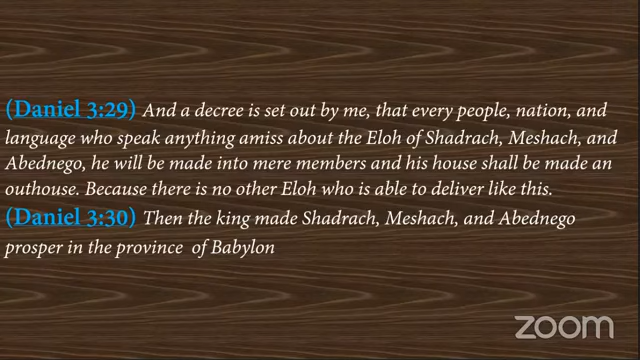 (Daniel 3:29) And a decree is set out by me, that every people, nation, and
language who speak anything amiss about the Eloh of Shadrach, Meshach, and
Abednego, he will be made into mere members and his house shall be made an
outhouse. Because there is no other Eloh who is able to deliver like this.
(Daniel 3:30) Then the king made Shadrach, Meshach, and Abednego
prosper in the province of Babylon
zoom